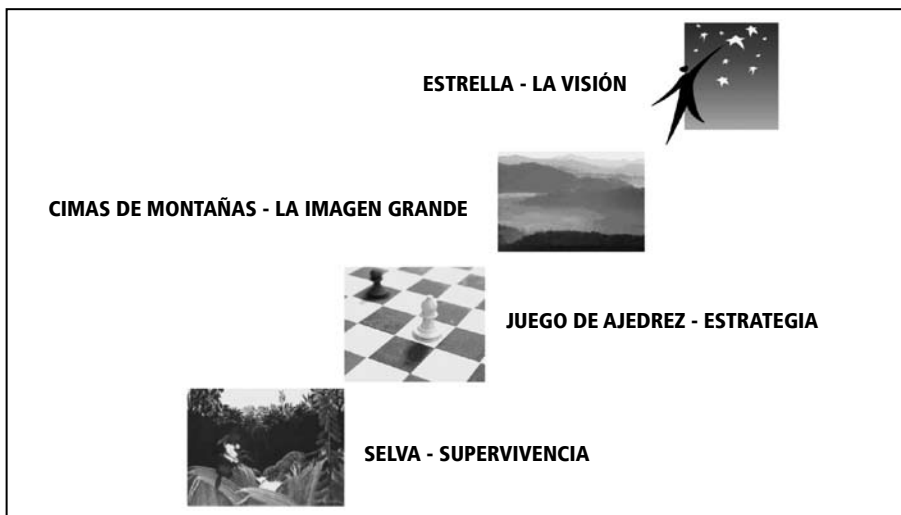 ESTRELLA - LA VISIÓN
CIMAS DE MONTAÑAS - LA IMAGEN GRANDE
JUEGO DE AJEDREZ - ESTRATEGIA
SELVA - SUPERVIVENCIA